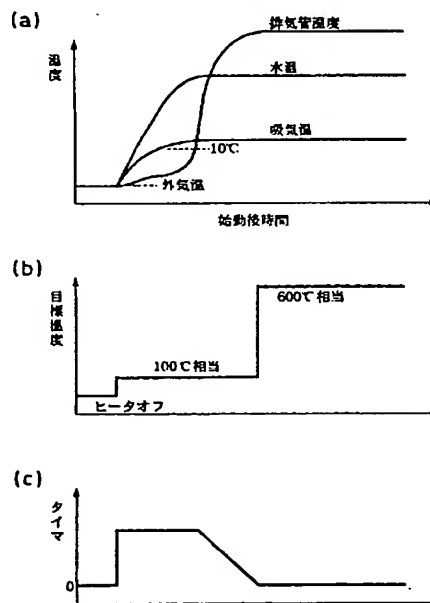 (a)
温度
排気管温度
水温
吸気温
10℃
外気温
始動後時間
(b)
目標温度
600℃相当
100℃相当
ヒータオフ
(c)
タイマ
0